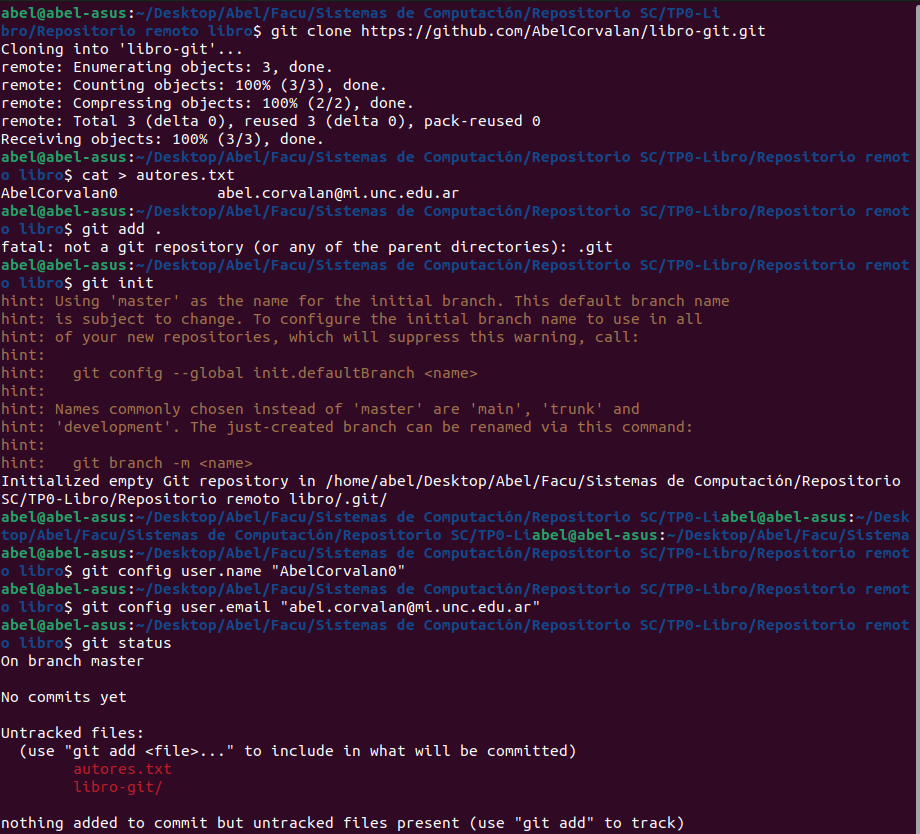 abel@abel-asus:~/Desktop/Abel/Facu/Sistemas de Computación/Repositorio SC/TP0-Li
bro/Repositorio remoto libro$ git clone https://github.com/AbelCorvalan/libro-git.git
Cloning into 'libro-git'...
remote: Enumerating objects: 3, done.
remote: Counting objects: 100% (3/3), done.
remote: Compressing objects: 100% (2/2), done.
remote: Total 3 (delta 0), reused 3 (delta 0), pack-reused 0
Receiving objects: 100% (3/3), done.
abel@abel-asus:~/Desktop/Abel/Facu/Sistemas de Computación/Repositorio SC/TP0-Libro/Repositorio remot
o libro$ cat > autores.txt
AbelCorvalan0           abel.corvalan@mi.unc.edu.ar
abel@abel-asus:~/Desktop/Abel/Facu/Sistemas de Computación/Repositorio SC/TP0-Libro/Repositorio remot
o libro$ git add .
fatal: not a git repository (or any of the parent directories): .git
abel@abel-asus:~/Desktop/Abel/Facu/Sistemas de Computación/Repositorio SC/TP0-Libro/Repositorio remot
o libro$ git init
hint: Using 'master' as the name for the initial branch. This default branch name
hint: is subject to change. To configure the initial branch name to use in all
hint: of your new repositories, which will suppress this warning, call:
hint:
hint:   git config --global init.defaultBranch <name>
hint:
hint: Names commonly chosen instead of 'master' are 'main', 'trunk' and
hint: 'development'. The just-created branch can be renamed via this command:
hint:
hint:   git branch -m <name>
Initialized empty Git repository in /home/abel/Desktop/Abel/Facu/Sistemas de Computación/Repositorio
SC/TP0-Libro/Repositorio remoto libro/.git/
abel@abel-asus:~/Desktop/Abel/Facu/Sistemas de Computación/Repositorio SC/TP0-Liabel@abel-asus:~/Desk
top/Abel/Facu/Sistemas de Computación/Repositorio SC/TP0-Liabel@abel-asus:~/Desktop/Abel/Facu/Sistema
abel@abel-asus:~/Desktop/Abel/Facu/Sistemas de Computación/Repositorio SC/TP0-Libro/Repositorio remot
o libro$ git config user.name "AbelCorvalan0"
abel@abel-asus:~/Desktop/Abel/Facu/Sistemas de Computación/Repositorio SC/TP0-Libro/Repositorio remot
o libro$ git config user.email "abel.corvalan@mi.unc.edu.ar"
abel@abel-asus:~/Desktop/Abel/Facu/Sistemas de Computación/Repositorio SC/TP0-Libro/Repositorio remot
o libro$ git status
On branch master

No commits yet

Untracked files:
  (use "git add <file>..." to include in what will be committed)
        autores.txt
        libro-git/

nothing added to commit but untracked files present (use "git add" to track)